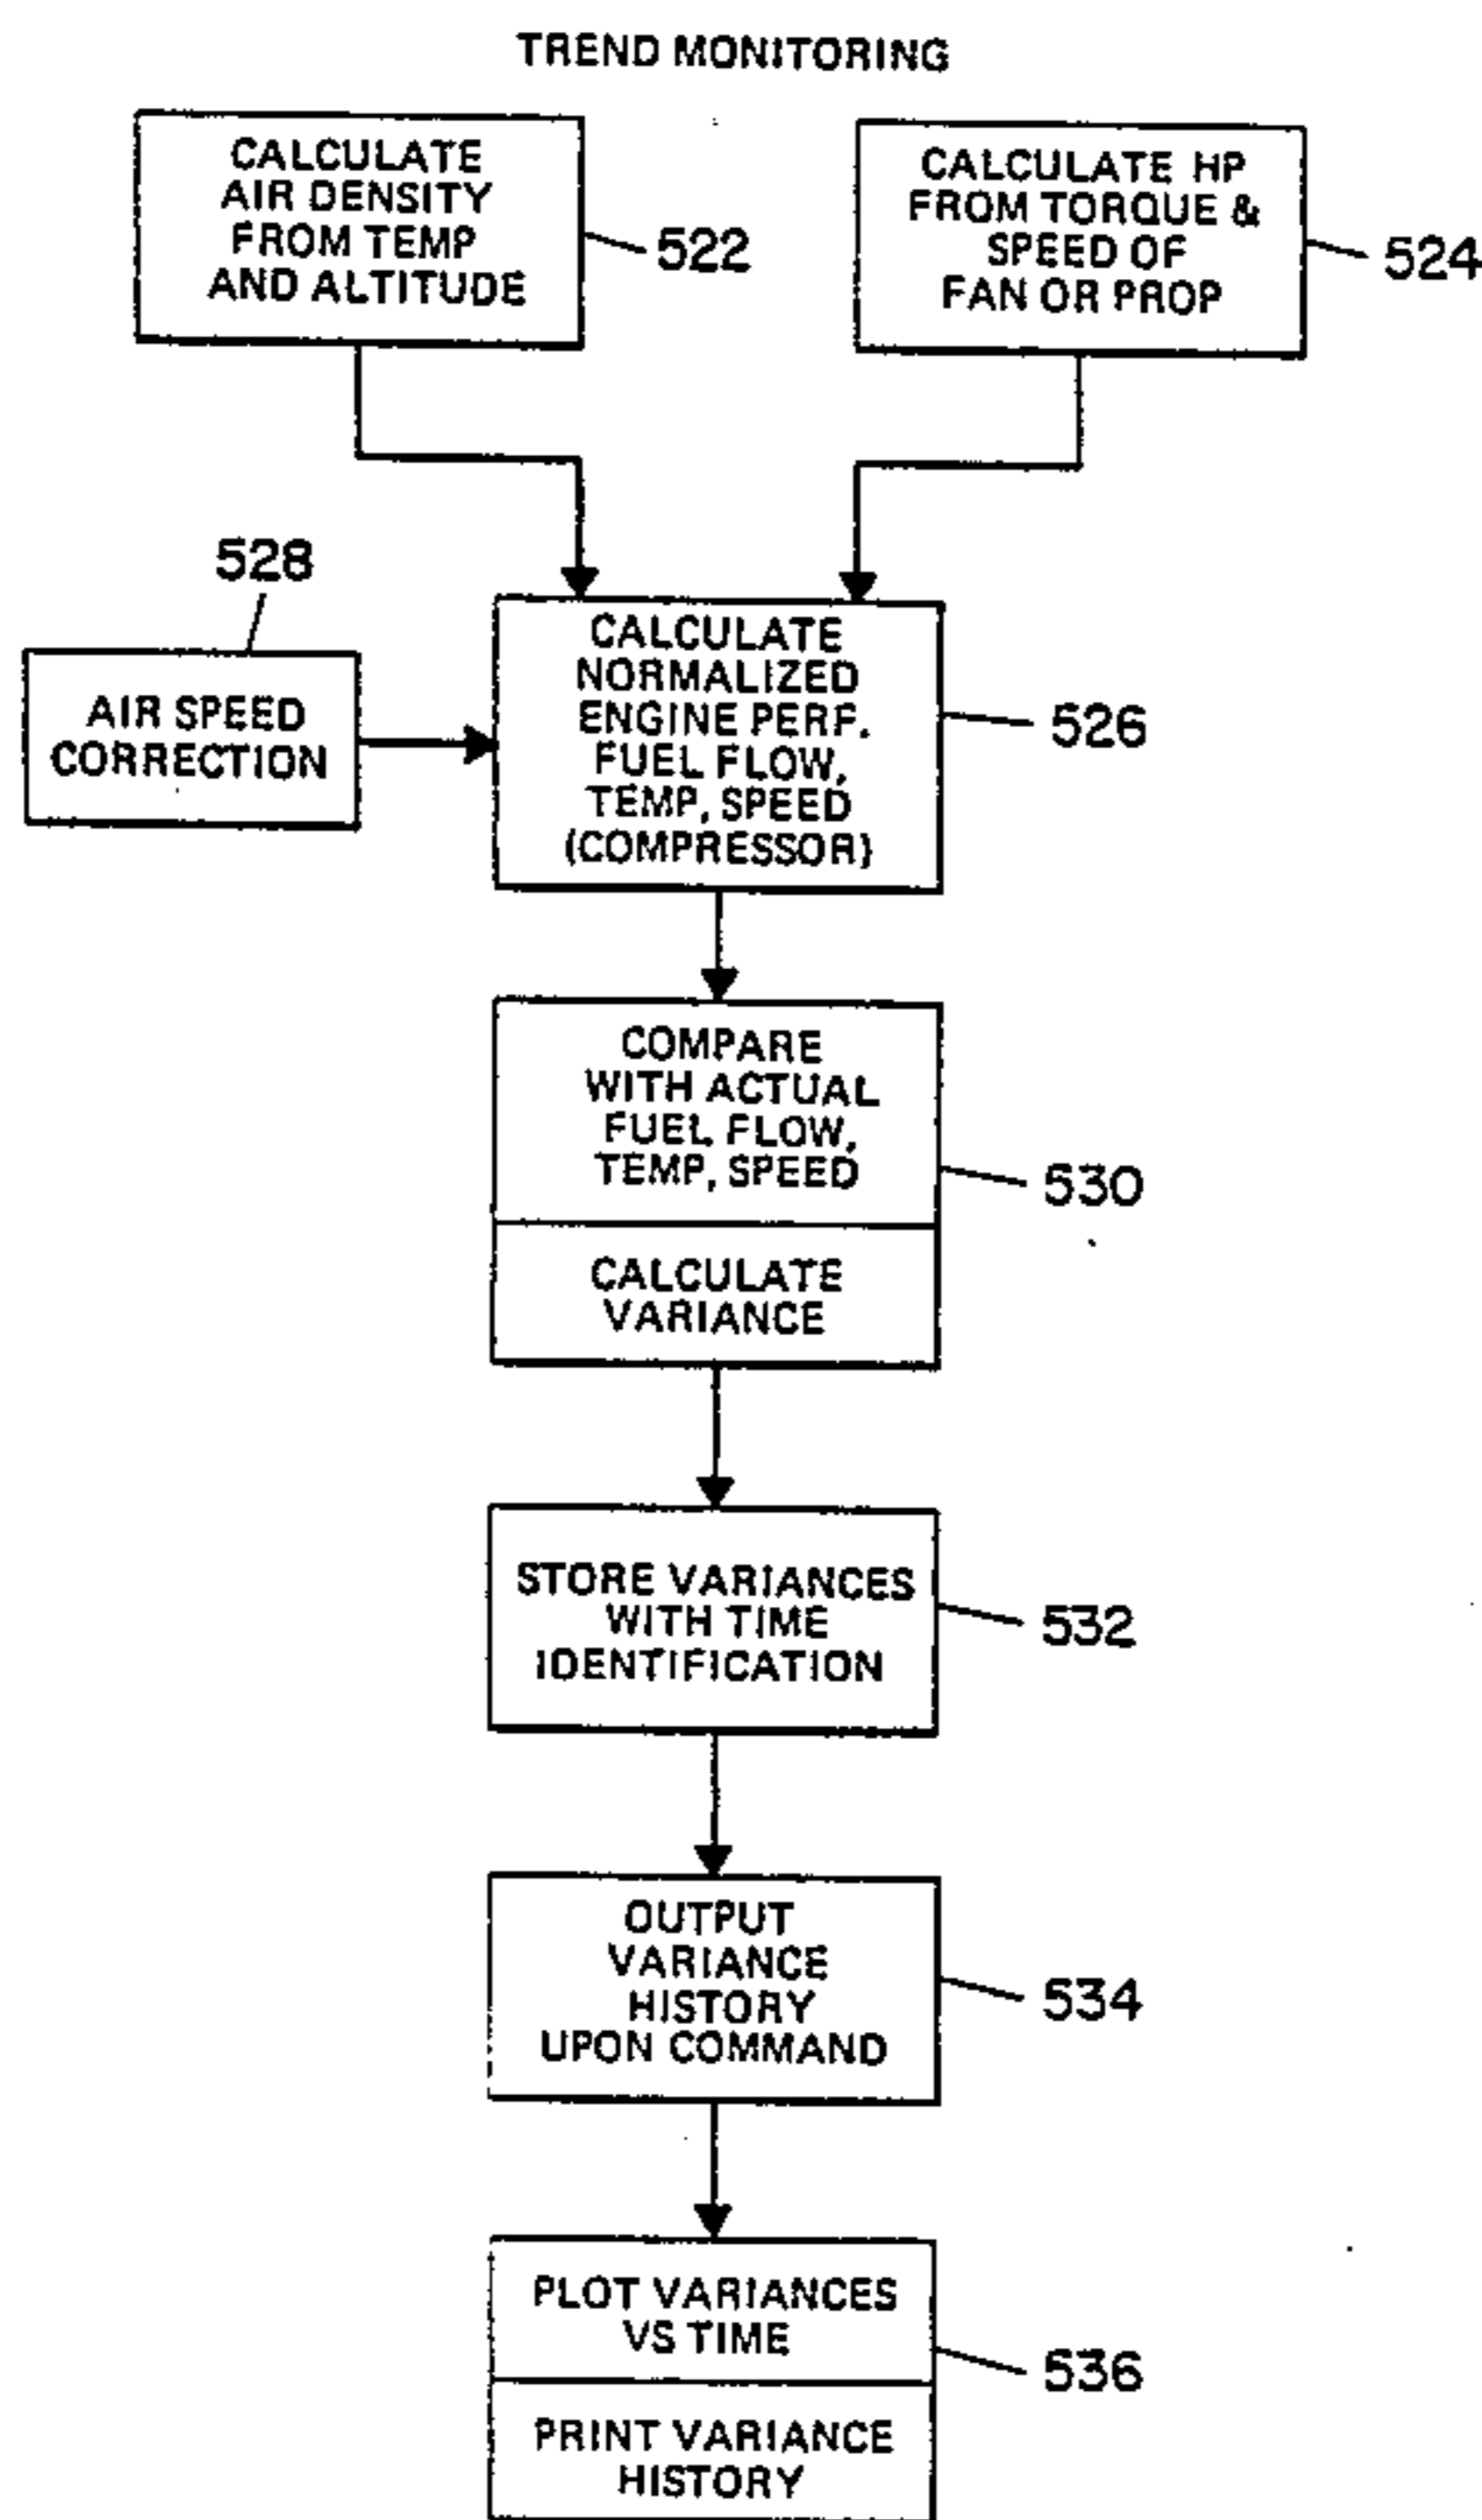 TREND MONITORING
CALCULATE
AIR DENSITY
FROM TEMP
AND ALTITUDE
522
CALCULATE HP
FROM TORQUE &
SPEED OF
FAN OR PROP
524
528
AIR SPEED
CORRECTION
CALCULATE
NORMALIZED
ENGINE PERF.
FUEL FLOW,
TEMP, SPEED
(COMPRESSOR)
526
COMPARE
WITH ACTUAL
FUEL FLOW,
TEMP, SPEED
530
CALCULATE
VARIANCE
STORE VARIANCES
WITH TIME
IDENTIFICATION
532
OUTPUT
VARIANCE
HISTORY
UPON COMMAND
534
PLOT VARIANCES
VS TIME
536
PRINT VARIANCE
HISTORY